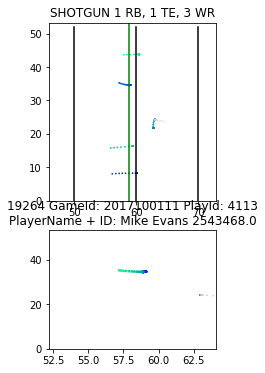 SHOTGUN 1 RB, 1 TE, 3 WR
50
40
30
20
10
0
50 60 70
19264 GameId: 2017100111 PlayId: 4113
PlayerName + ID: Mike Evans 2543468.0
40
20
0
52.5 55.0 57.5 60.0 62.5